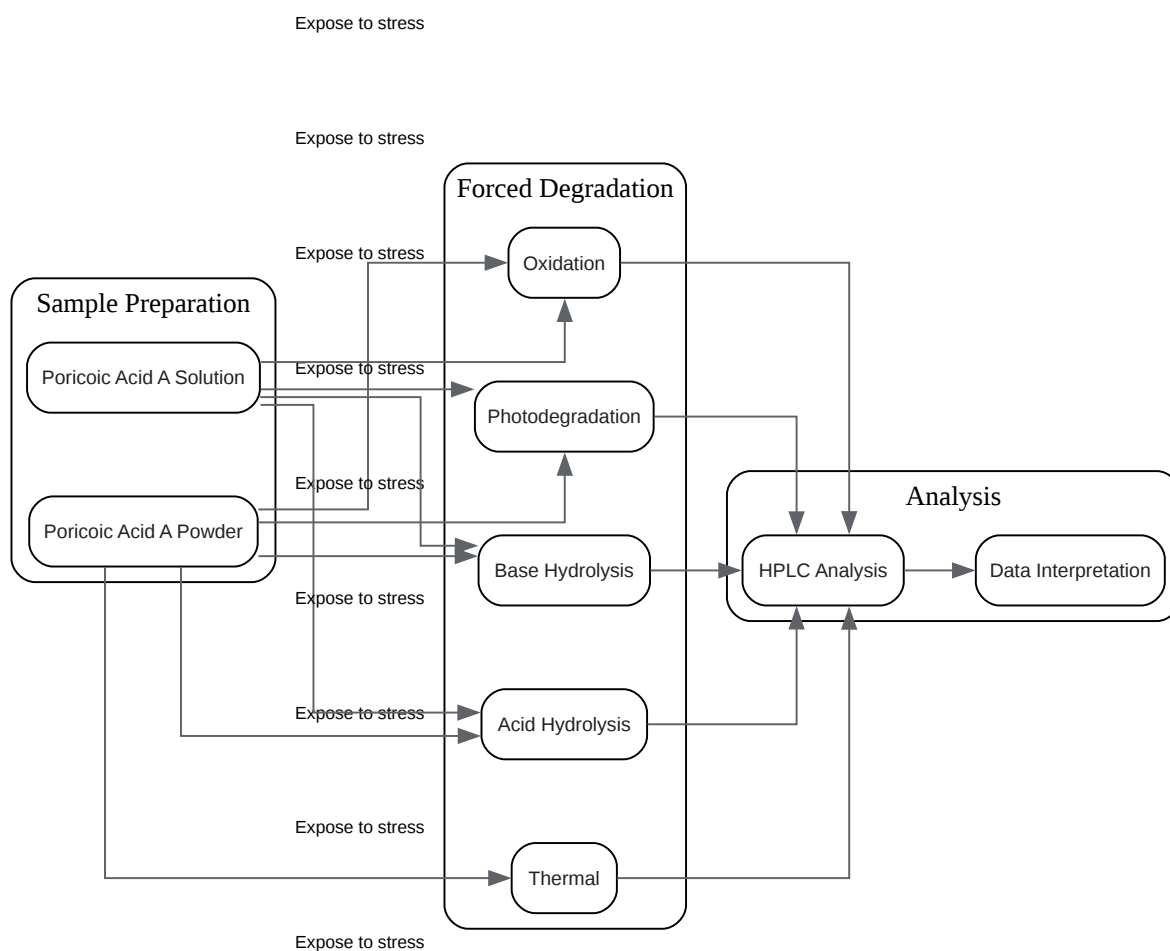 Expose to stress
Expose to stress
Forced Degradation
Expose to stress
Oxidation
Sample Preparation
Poricoic Acid A Solution
Expose to stress
Photodegradation
Expose to stress
Analysis
Poricoic Acid A Powder
Base Hydrolysis
HPLC Analysis
Data Interpretation
Expose to stress
Expose to stress
Acid Hydrolysis
Expose to stress
Thermal
Expose to stress